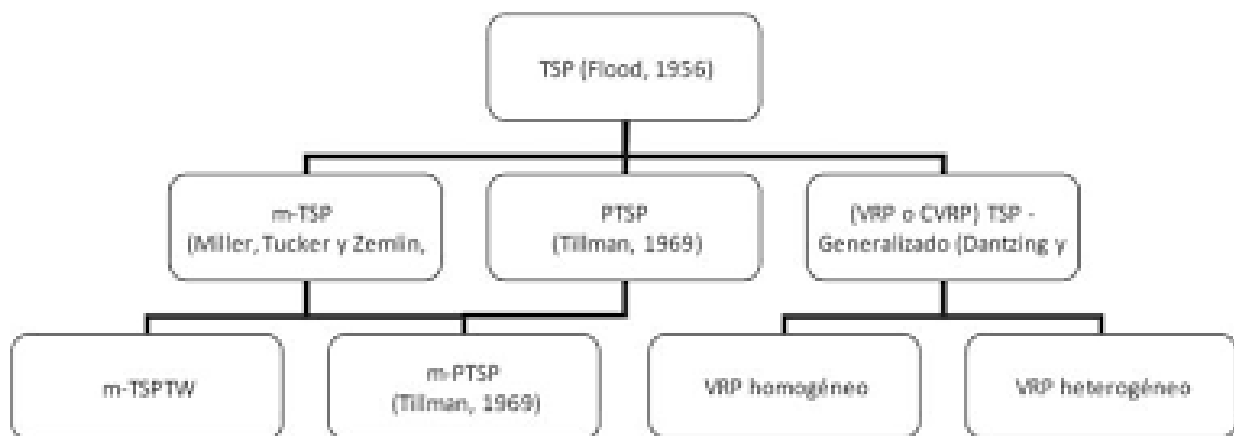 TSP (Flood, 1956)
m-TSP
(Miller, Tucker y Zemlin,
PTSP
(Tillman, 1969)
(VRP o CVRP) TSP -
Generalizado (Dantzing y
m-TSPTW
m-PTSP
(Tillman, 1969)
VRP homogéneo
VRP heterogéneo